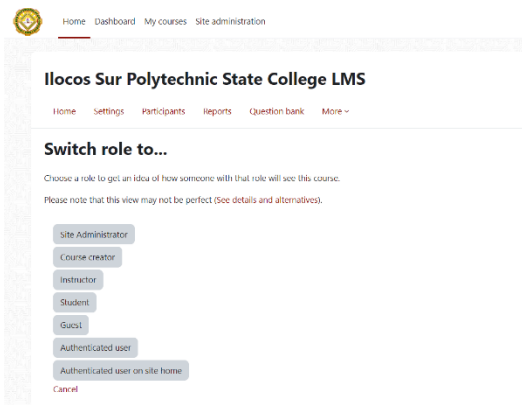 Home Dashboard My courses Site administration
Ilocos Sur Polytechnic State College LMS
Home Settings Participants Reports Question bank More
Switch role to...
Choose a role to get an idea of how someone with that role will see this course.
Please note that this view may not be perfect (See details and alternatives).
Site Administrator
Course creator
Instructor
Student
Guest
Authenticated user
Authenticated user on site home
Cancel